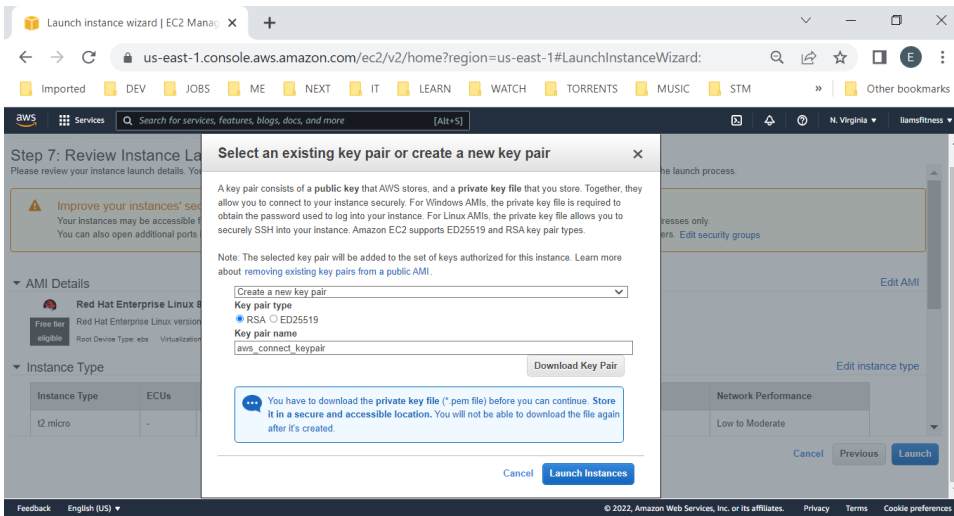 Launch instance wizard | EC2 Manag
us-east-1.console.aws.amazon.com/ec2/v2/home?region=us-east-1#LaunchInstanceWizard:
E
Imported DEV JOBS ME NEXT IT LEARN WATCH TORRENTS MUSIC STM » Other bookmarks
aws Services Search for services, features, blogs, docs, and more [Alt+S] N. Virginia ▼ liamsfitness ▼
Step 7: Review Instance La
Please review your instance launch details. You he launch process.
Improve your instances' sec
Your instances may be accessible f resses only.
You can also open additional ports ers. Edit security groups
AMI Details Edit AMI
Red Hat Enterprise Linux 8
Free tier eligible
Red Hat Enterprise Linux version
Root Device Type: ebs Virtualization
Instance Type Edit instance type
Instance Type ECUs Network Performance
t2.micro - Low to Moderate
Cancel Previous Launch
Select an existing key pair or create a new key pair ×
A key pair consists of a public key that AWS stores, and a private key file that you store. Together, they
allow you to connect to your instance securely. For Windows AMIs, the private key file is required to
obtain the password used to log into your instance. For Linux AMIs, the private key file allows you to
securely SSH into your instance. Amazon EC2 supports ED25519 and RSA key pair types.
Note: The selected key pair will be added to the set of keys authorized for this instance. Learn more
about removing existing key pairs from a public AMI.
Create a new key pair
Key pair type
RSA ED25519
Key pair name
aws_connect_keypair
Download Key Pair
You have to download the private key file (*.pem file) before you can continue. Store
it in a secure and accessible location. You will not be able to download the file again
after it's created.
Cancel Launch Instances
Feedback English (US) ▼ © 2022, Amazon Web Services, Inc. or its affiliates. Privacy Terms Cookie preferences